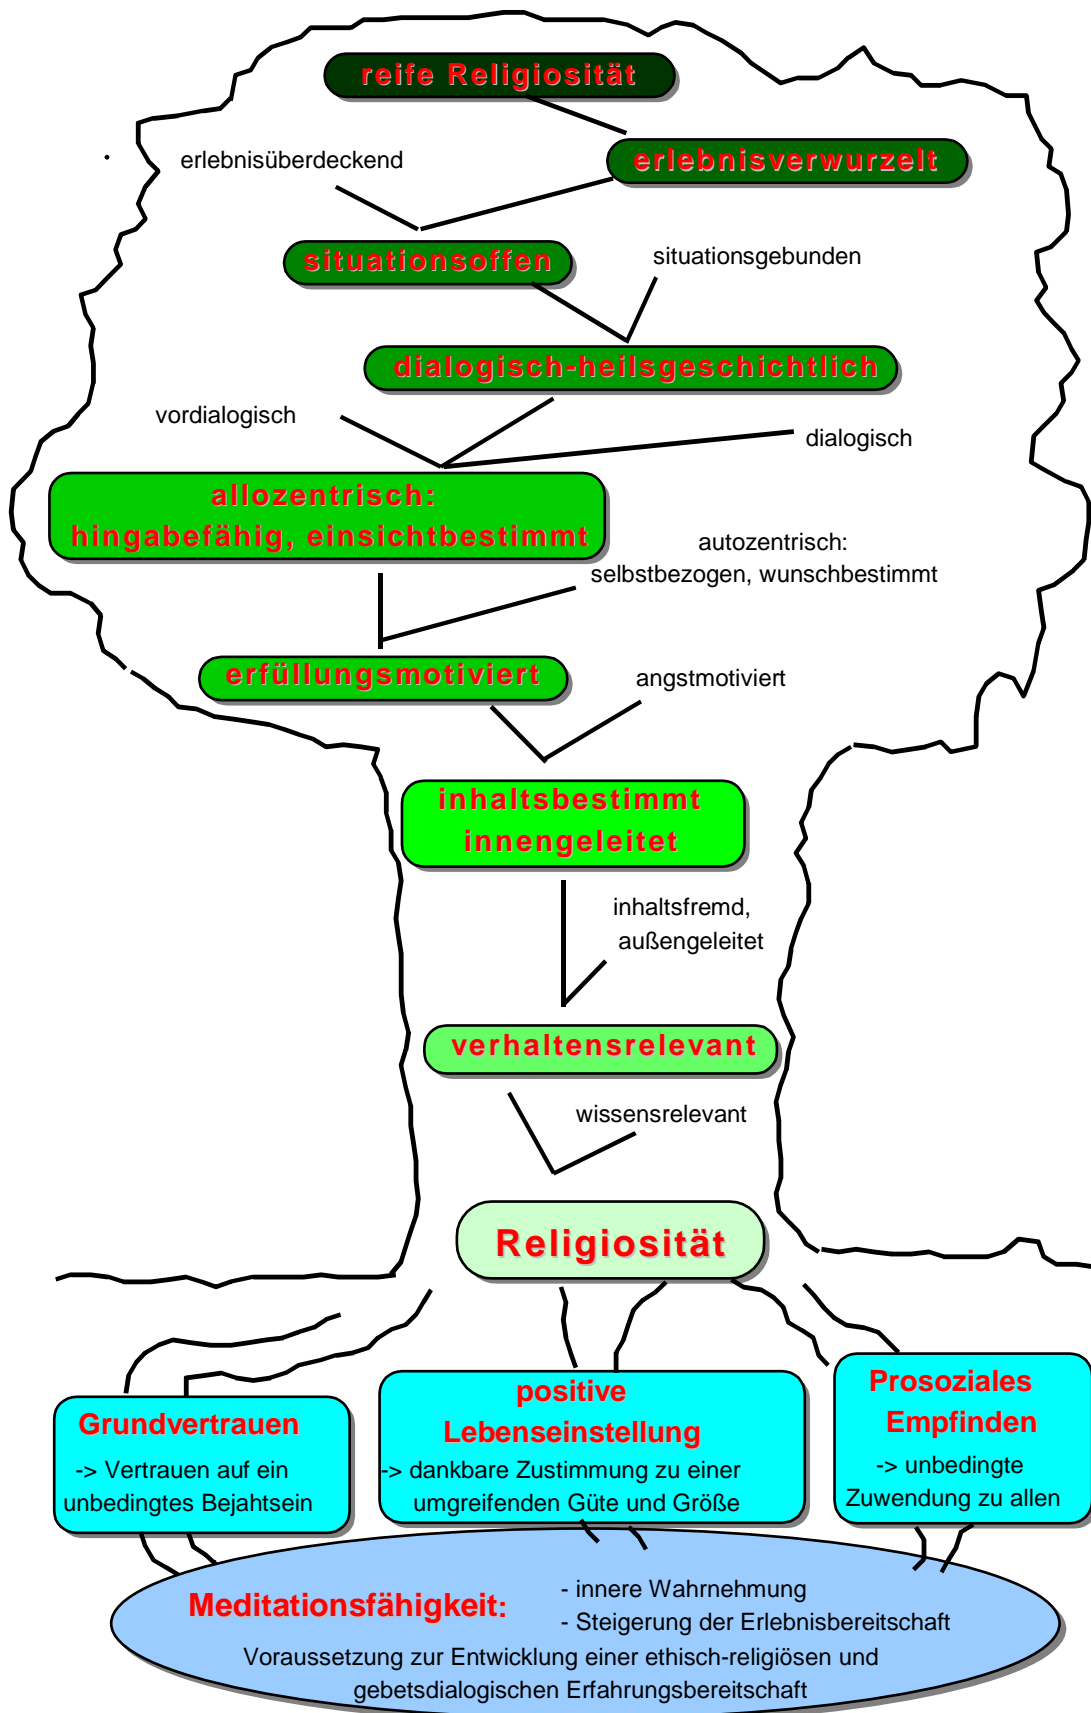 reife Religiosität
erlebnisüberdeckend
erlebnisverwurzelt
situationsoffen
situationsgebunden
dialogisch-heilsgeschichtlich
vordialogisch
dialogisch
allozentrisch:
hingabefähig, einsichtbestimmt
autozentrisch:
selbstbezogen, wunschbestimmt
erfüllungsmotiviert
angstmotiviert
inhaltsbestimmt
innengeleitet
inhaltsfremd,
außengeleitet
verhaltensrelevant
wissensrelevant
Religiosität
Grundvertrauen
-> Vertrauen auf ein
unbedingtes Bejahtsein
positive
Lebenseinstellung
-> dankbare Zustimmung zu einer
umgreifenden Güte und Größe
Prosoziales
Empfinden
-> unbedingte
Zuwendung zu allen
Meditationsfähigkeit:
- innere Wahrnehmung
- Steigerung der Erlebnisbereitschaft
Voraussetzung zur Entwicklung einer ethisch-religiösen und
gebetsdialogischen Erfahrungsbereitschaft